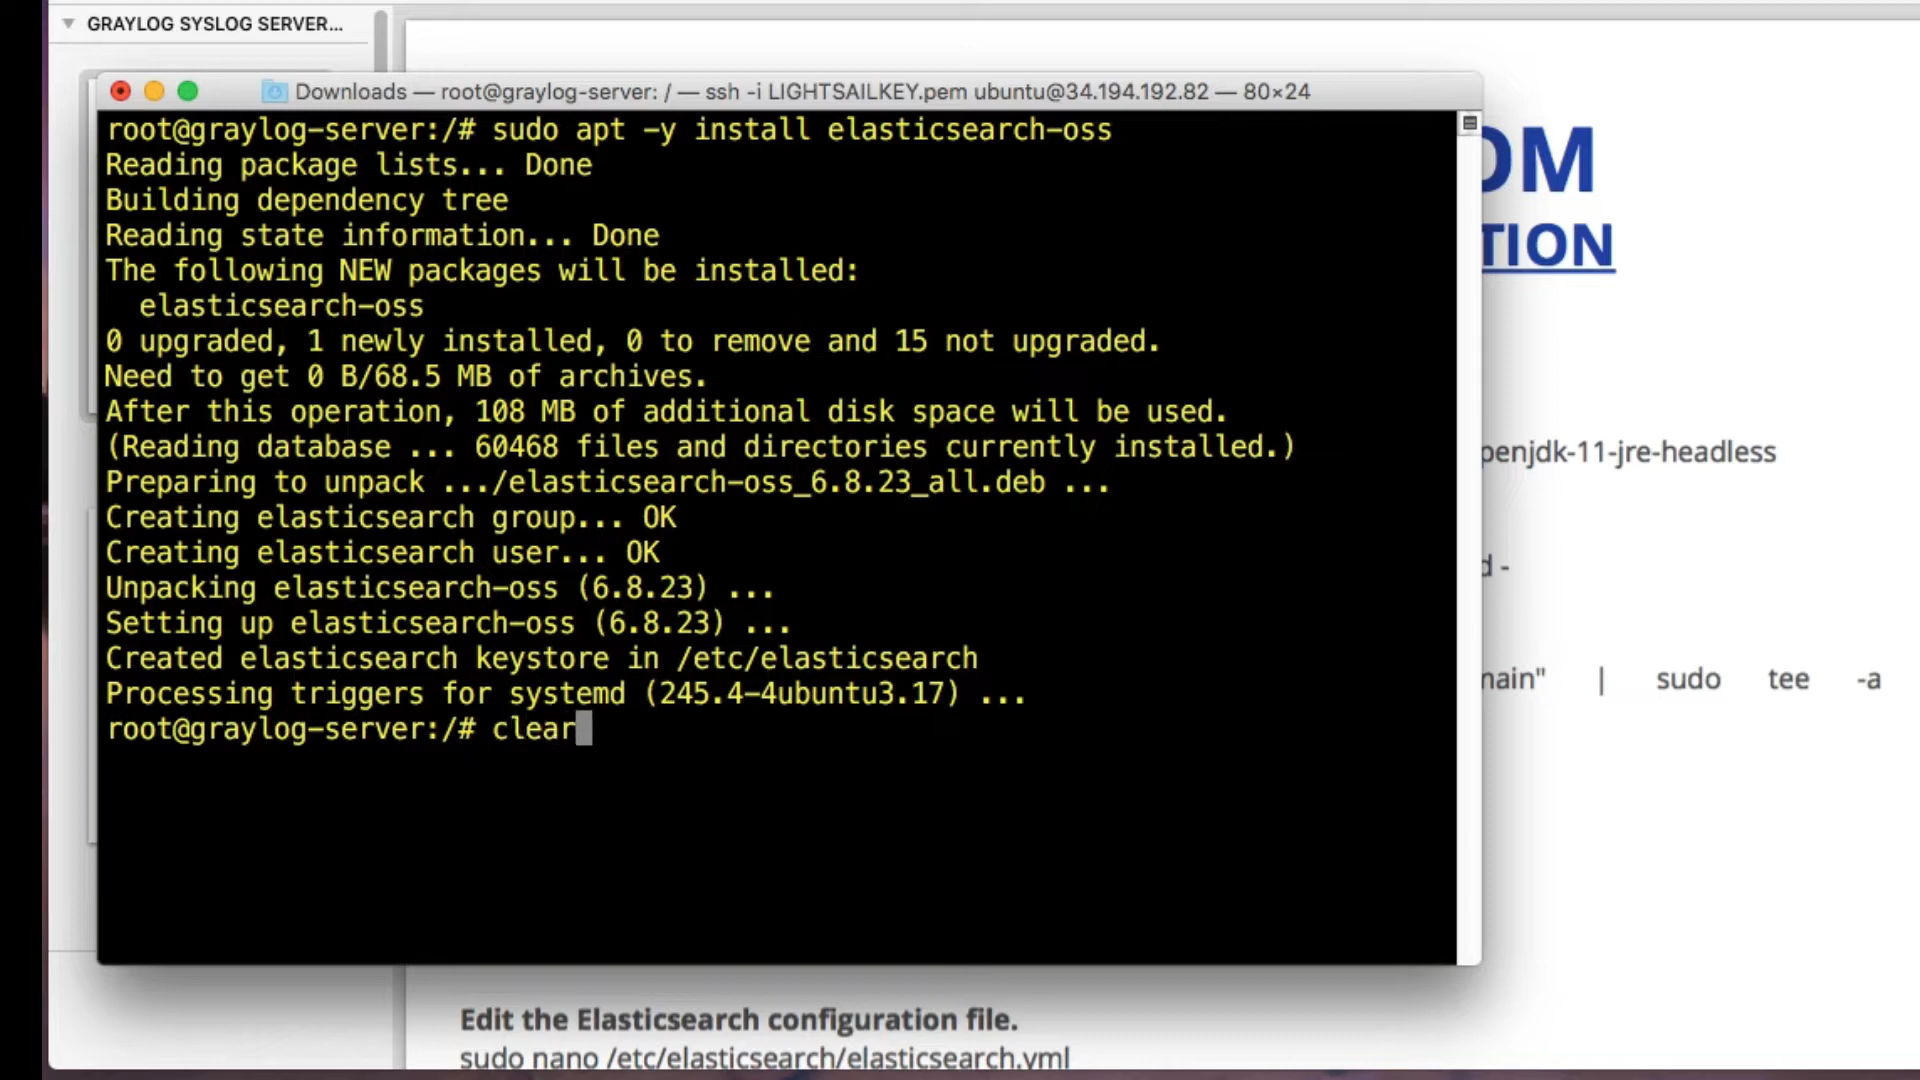 GRAYLOG SYSLOG SERVER...
Downloads — root@graylog-server: / — ssh -i LIGHTSAILKEY.pem ubuntu@34.194.192.82 — 80×24
root@graylog-server:/# sudo apt -y install elasticsearch-oss
Reading package lists... Done
Building dependency tree
Reading state information... Done
The following NEW packages will be installed:
elasticsearch-oss
0 upgraded, 1 newly installed, 0 to remove and 15 not upgraded.
Need to get 0 B/68.5 MB of archives.
After this operation, 108 MB of additional disk space will be used.
(Reading database ... 60468 files and directories currently installed.)
Preparing to unpack .../elasticsearch-oss_6.8.23_all.deb ...
Creating elasticsearch group... OK
Creating elasticsearch user... OK
Unpacking elasticsearch-oss (6.8.23) ...
Setting up elasticsearch-oss (6.8.23) ...
Created elasticsearch keystore in /etc/elasticsearch
Processing triggers for systemd (245.4-4ubuntu3.17) ...
root@graylog-server:/# clear
OM
TION
penjdk-11-jre-headless
d -
main" | sudo tee -a
Edit the Elasticsearch configuration file.
sudo nano /etc/elasticsearch/elasticsearch.yml